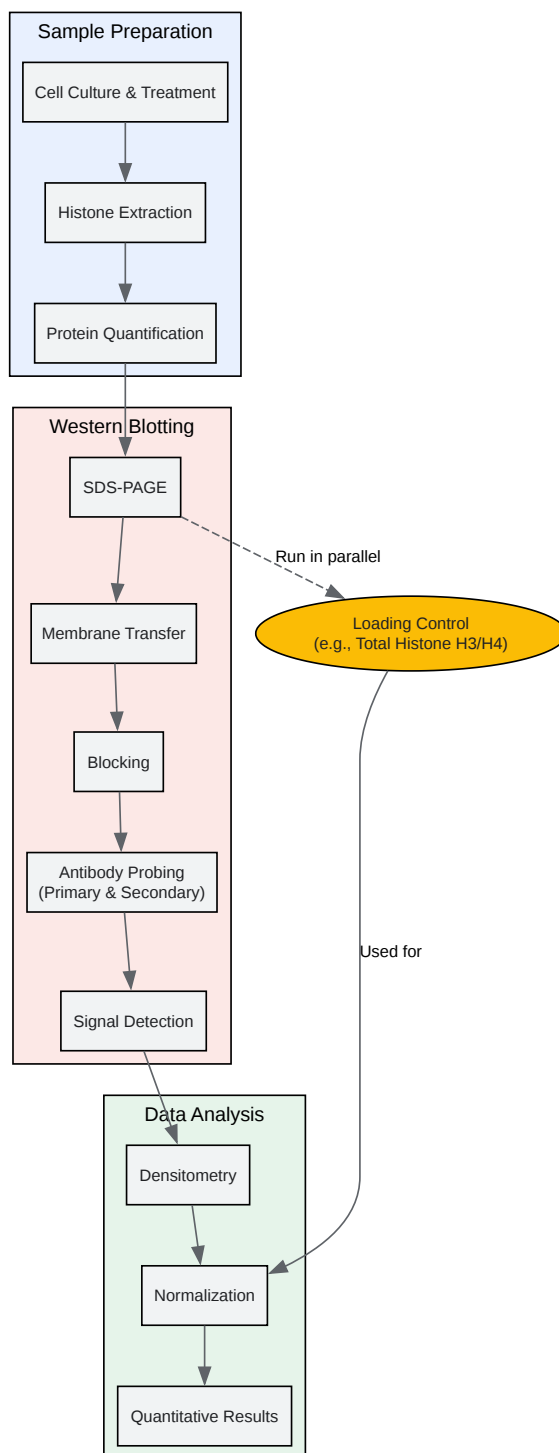 Sample Preparation
Cell Culture & Treatment
Histone Extraction
Protein Quantification
Western Blotting
SDS-PAGE
Run in parallel
Loading Control
(e.g., Total Histone H3/H4)
Membrane Transfer
Blocking
Antibody Probing
(Primary & Secondary)
Used for
Signal Detection
Data Analysis
Densitometry
Normalization
Quantitative Results